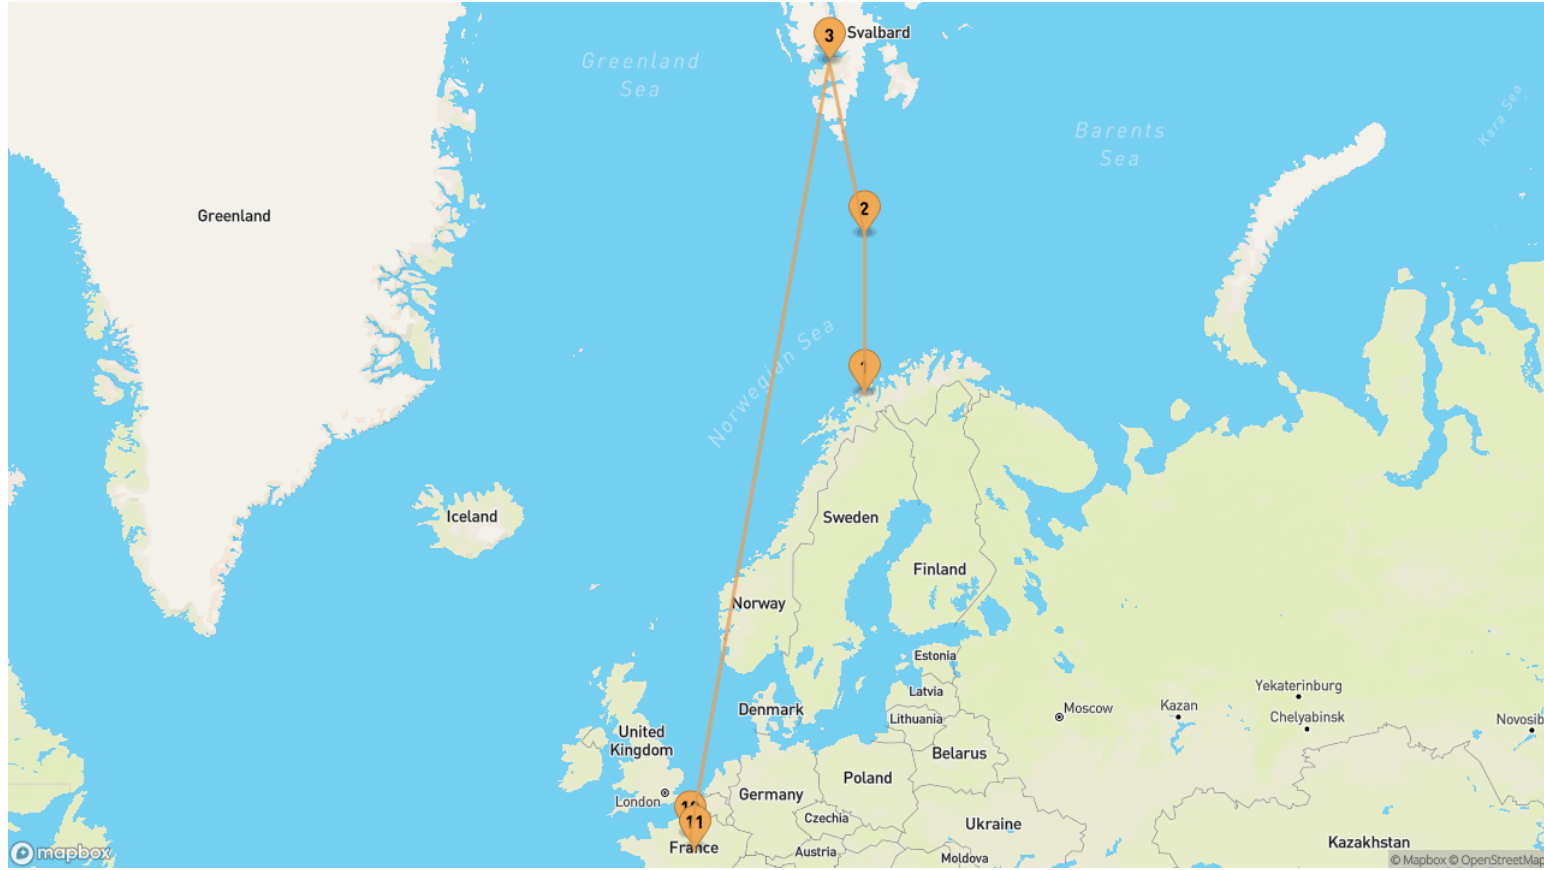 3
Svalbard
Greenland
Sea
Barents
Sea
Kara Sea
Greenland
2
Norwegian Sea
Iceland
Sweden
Finland
Norway
Estonia
Latvia
Lithuania
Denmark
Moscow
Kazan
Yekaterinburg
Chelyabinsk
Novosib
United
Kingdom
Belarus
Poland
London
Germany
Czechia
Ukraine
11
France
Austria
Moldova
Kazakhstan
mapbox
© Mapbox © OpenStreetMap